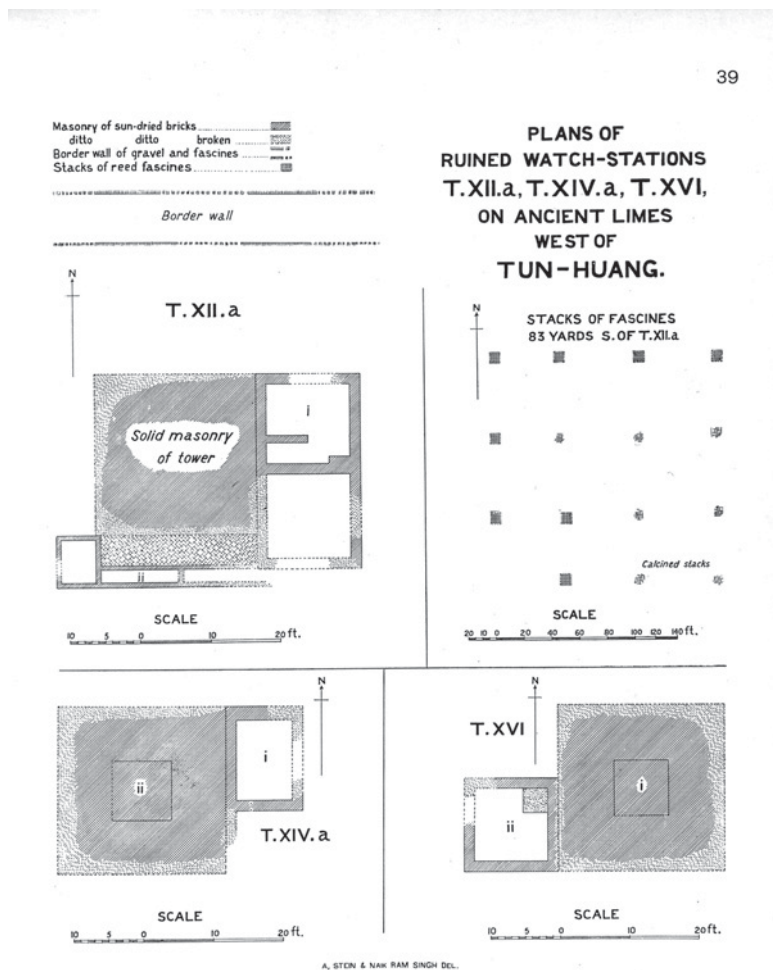 39
Masonry of sun-dried bricks
ditto ditto broken
Border wall of gravel and fascines
Stacks of reed fascines
PLANS OF
RUINED WATCH-STATIONS
T.XII.a, T.XIV.a, T.XVI,
ON ANCIENT LIMES
WEST OF
TUN-HUANG.
Border wall
N
T.XII.a
i
Solid masonry
of tower
ii
SCALE
10 5 0 10 20 ft.
N
STACKS OF FASCINES
83 YARDS S. OF T.XII.a
Calcined stacks
SCALE
20 10 0 20 40 60 80 100 120 140 ft.
N
i
ii
T.XIV.a
SCALE
10 5 0 10 20 ft.
N
T.XVI
i
ii
SCALE
10 5 0 10 20 ft.
A. STEIN & NAIK RAM SINGH DEL.